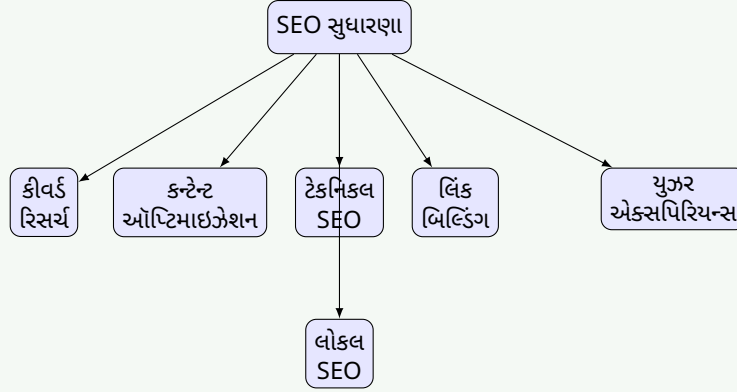 SEO સુધારણા
કીવર્ડ
રિસર્ચ
કન્ટેન્ટ
ઑપ્ટિમાઇઝેશન
ટેકનિકલ
SEO
લિંક
બિલ્ડિંગ
યુઝર
એક્સપિરિયન્સ
લોકલ
SEO